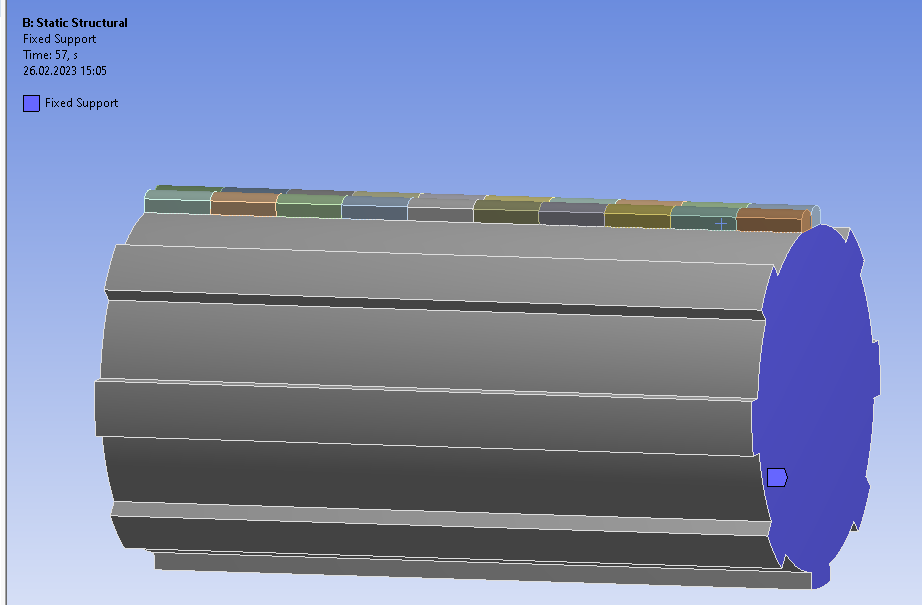 B: Static Structural
Fixed Support
Time: 57, s
26.02.2023 15:05
Fixed Support